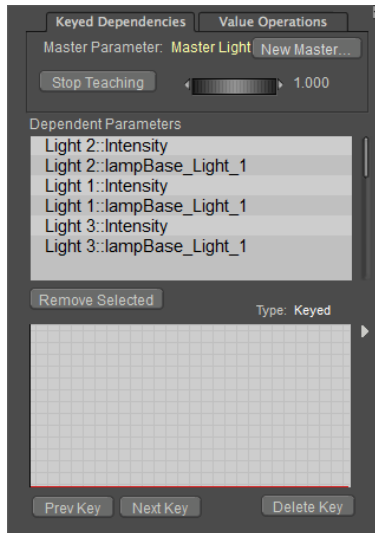 Keyed Dependencies Value Operations
Master Parameter: Master Light New Master...
Stop Teaching 1.000
Dependent Parameters
Light 2::Intensity
Light 2::lampBase_Light_1
Light 1::Intensity
Light 1::lampBase_Light_1
Light 3::Intensity
Light 3::lampBase_Light_1
Remove Selected
Type: Keyed
Prev Key Next Key Delete Key